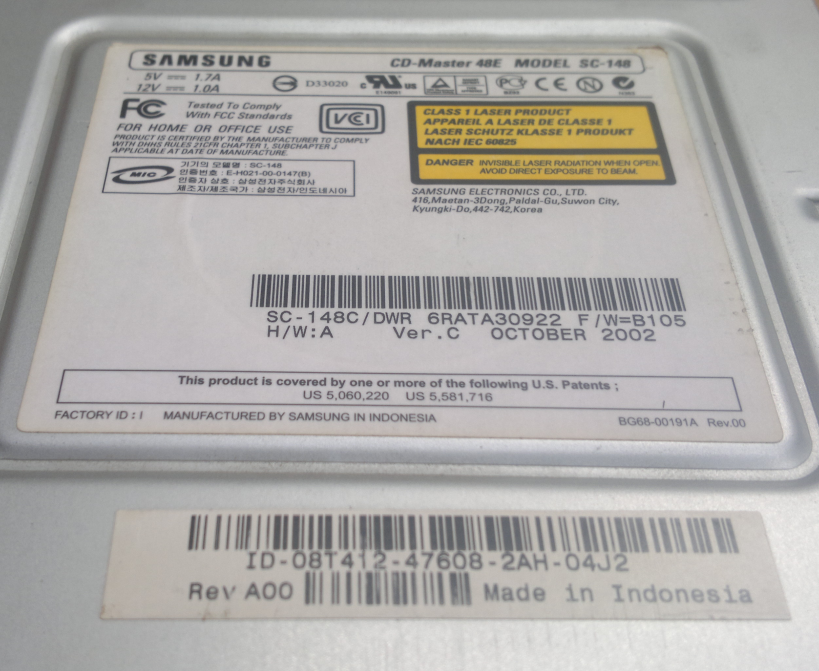 SAMSUNG CD-Master 48E MODEL SC-148
5V 1.7A
12V 1.0A
D33020
c US
N
FC Tested To Comply
With FCC Standards
FOR HOME OR OFFICE USE
VCI
PRODUCT IS CERTIFIED BY THE MANUFACTURER TO COMPLY
WITH DHHS RULES 21CFR CHAPTER 1, SUBCHAPTER J
APPLICABLE AT DATE OF MANUFACTURE.
MIC
기기의 모델명 : SC-148
인증번호 : E-H021-00-0147(B)
인증자 상호 : 삼성전자주식회사
제조자/제조국가 : 삼성전자/인도네시아
CLASS 1 LASER PRODUCT
APPAREIL A LASER DE CLASSE 1
LASER SCHUTZ KLASSE 1 PRODUKT
NACH IEC 60825
DANGER INVISIBLE LASER RADIATION WHEN OPEN.
AVOID DIRECT EXPOSURE TO BEAM.
SAMSUNG ELECTRONICS CO., LTD.
416,Maetan-3Dong,Paldal-Gu,Suwon City,
Kyungki-Do,442-742,Korea
SC-148C/DWR 6RATA30922 F/W=B105
H/W:A Ver.C OCTOBER 2002
This product is covered by one or more of the following U.S. Patents ;
US 5,060,220 US 5,581,716
FACTORY ID : I MANUFACTURED BY SAMSUNG IN INDONESIA BG68-00191A Rev.00
ID-08T412-47608-2AH-04J2
Rev A00 Made in Indonesia